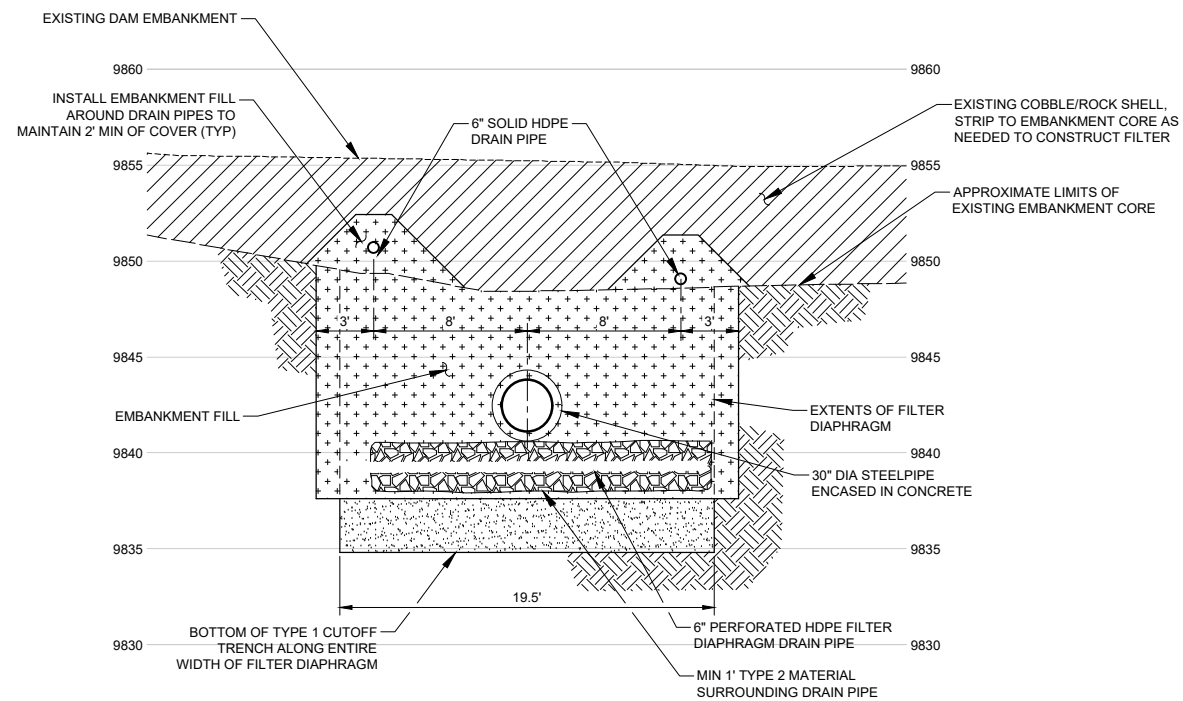 EXISTING DAM EMBANKMENT
9860
9860
INSTALL EMBANKMENT FILL
AROUND DRAIN PIPES TO
MAINTAIN 2' MIN OF COVER (TYP)
6" SOLID HDPE
DRAIN PIPE
EXISTING COBBLE/ROCK SHELL,
STRIP TO EMBANKMENT CORE AS
NEEDED TO CONSTRUCT FILTER
9855
9855
APPROXIMATE LIMITS OF
EXISTING EMBANKMENT CORE
9850
9850
3'
8'
8'
3'
9845
9845
EMBANKMENT FILL
EXTENTS OF FILTER
DIAPHRAGM
9840
9840
30" DIA STEELPIPE
ENCASED IN CONCRETE
9835
9835
19.5'
BOTTOM OF TYPE 1 CUTOFF
TRENCH ALONG ENTIRE
WIDTH OF FILTER DIAPHRAGM
9830
6" PERFORATED HDPE FILTER
DIAPHRAGM DRAIN PIPE
9830
MIN 1' TYPE 2 MATERIAL
SURROUNDING DRAIN PIPE